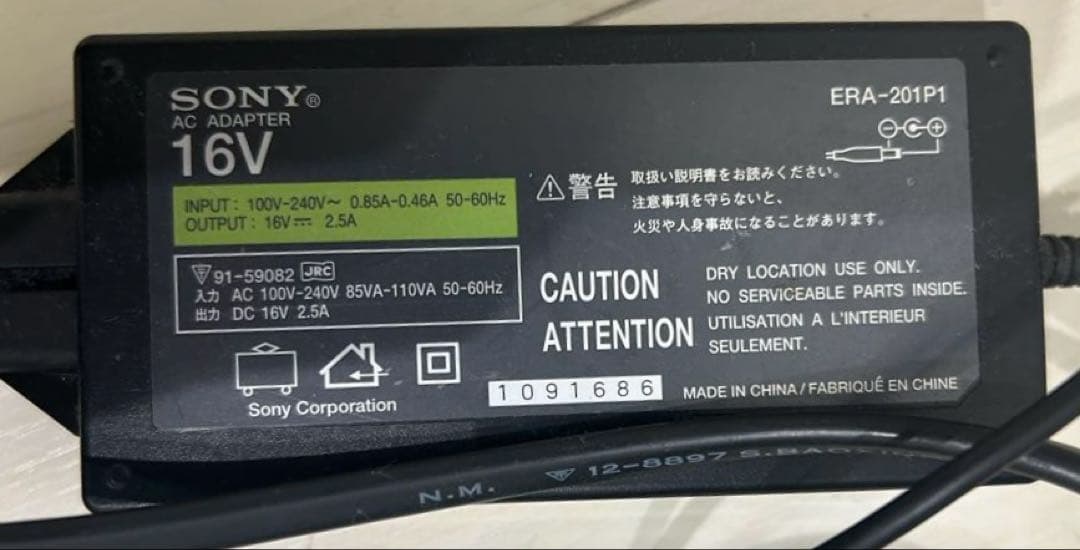 SONY®
AC ADAPTER
16V
ERA-201P1
INPUT : 100V-240V～ 0.85A-0.46A 50-60Hz
OUTPUT : 16V⎓ 2.5A
警告 取扱い説明書をお読みください。
注意事項を守らないと、
火災や人身事故になることがあります。
91-59082 JRC
入力 AC 100V-240V 85VA-110VA 50-60Hz
出力 DC 16V 2.5A
CAUTION DRY LOCATION USE ONLY.
NO SERVICEABLE PARTS INSIDE.
ATTENTION UTILISATION A L'INTERIEUR
SEULEMENT.
Sony Corporation
1091686
MADE IN CHINA/FABRIQUÉ EN CHINE
N.M. 12-8897